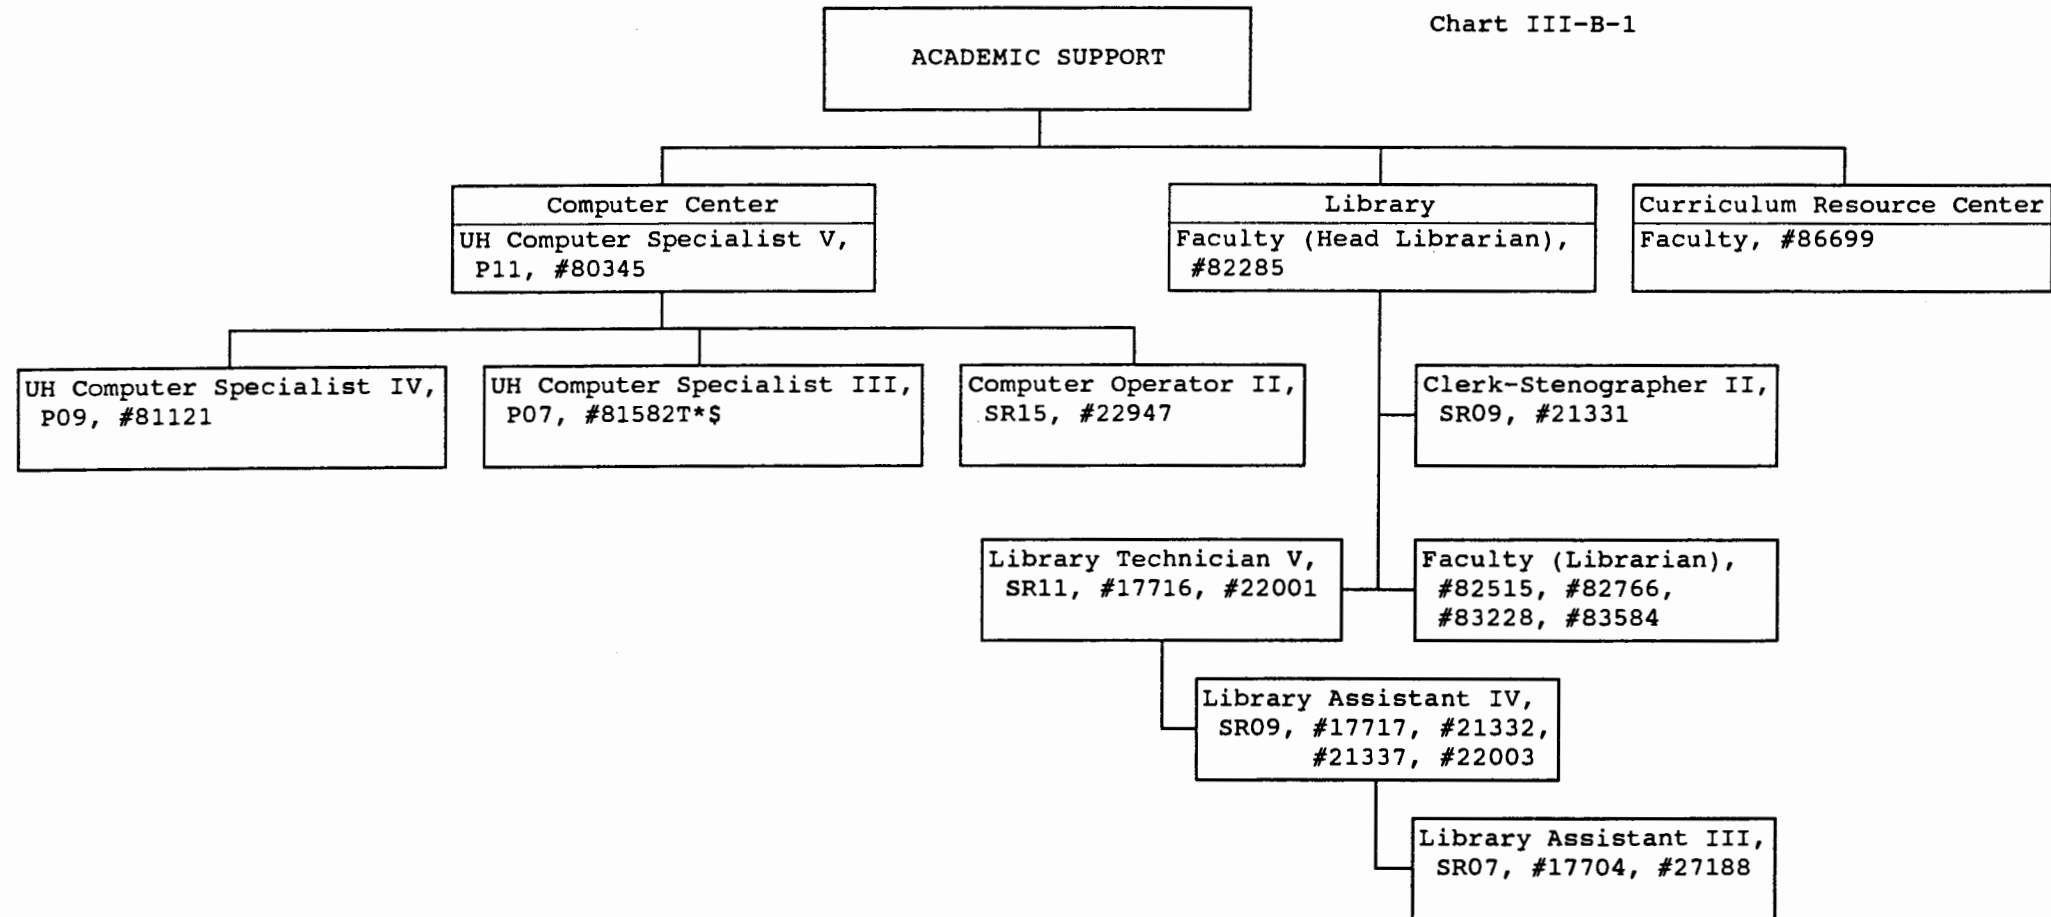 Chart III-B-1
ACADEMIC SUPPORT
Computer Center
UH Computer Specialist V,
P11, #80345
Library
Faculty (Head Librarian),
#82285
Curriculum Resource Center
Faculty, #86699
UH Computer Specialist IV,
P09, #81121
UH Computer Specialist III,
P07, #81582T*$
Computer Operator II,
SR15, #22947
Clerk-Stenographer II,
SR09, #21331
Library Technician V,
SR11, #17716, #22001
Faculty (Librarian),
#82515, #82766,
#83228, #83584
Library Assistant IV,
SR09, #17717, #21332,
#21337, #22003
Library Assistant III,
SR07, #17704, #27188